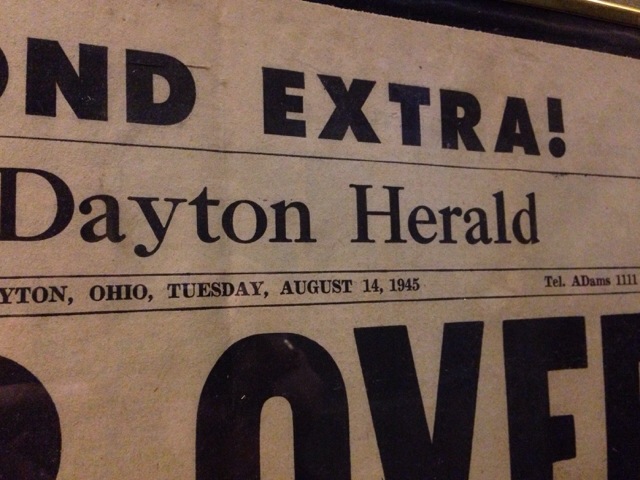 OND EXTRA!
Dayton Herald
YTON, OHIO, TUESDAY, AUGUST 14, 1945 Tel. ADams 1111
OVE